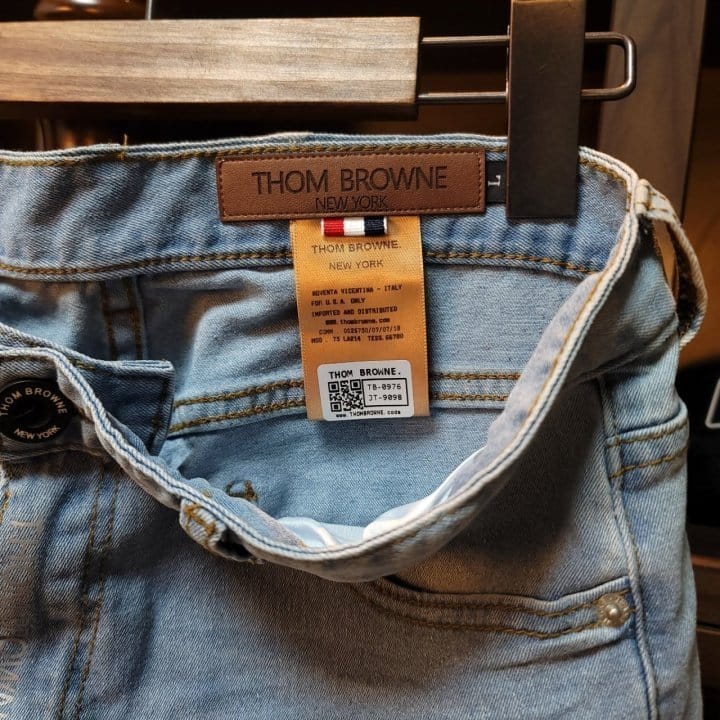 THOM BROWNE
NEW YORK
L
THOM BROWNE.
NEW YORK
NOVENTA VICENTINA - ITALY
FOR U.S.A. ONLY
IMPORTED AND DISTRIBUTED
www.thombrowne.com
THOM BROWNE.
TB-0976
JT-9098
THOM BROWNE
NEW YORK